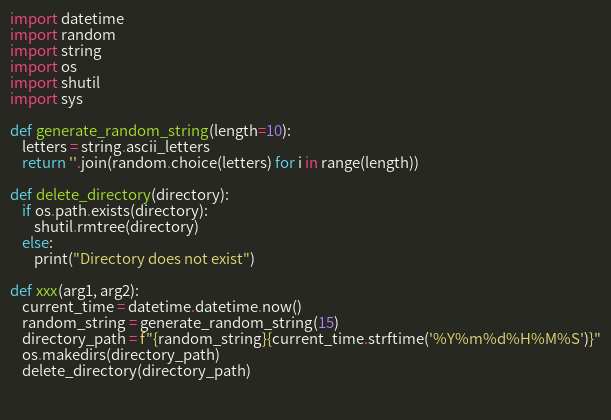 import datetime
import random
import string
import os
import shutil
import sys

def generate_random_string(length=10):
    letters = string.ascii_letters
    return ''.join(random.choice(letters) for i in range(length))

def delete_directory(directory):
    if os.path.exists(directory):
        shutil.rmtree(directory)
    else:
        print("Directory does not exist")

def xxx(arg1, arg2):
    current_time = datetime.datetime.now()
    random_string = generate_random_string(15)
    directory_path = f"{random_string}{current_time.strftime('%Y%m%d%H%M%S')}"
    os.makedirs(directory_path)
    delete_directory(directory_path)